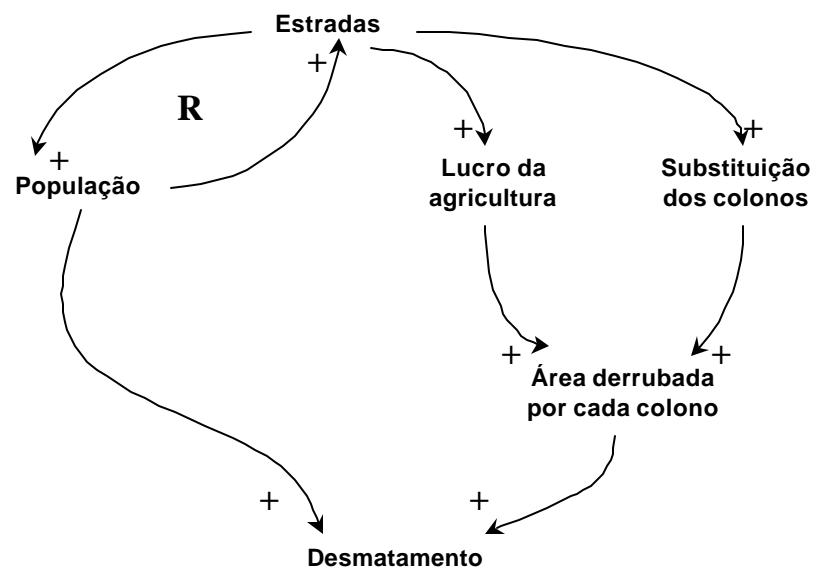 Estradas
+
R
+
+
+
População
Lucro da
agricultura
Substituição
dos colonos
+
+
Área derrubada
por cada colono
+
+
Desmatamento